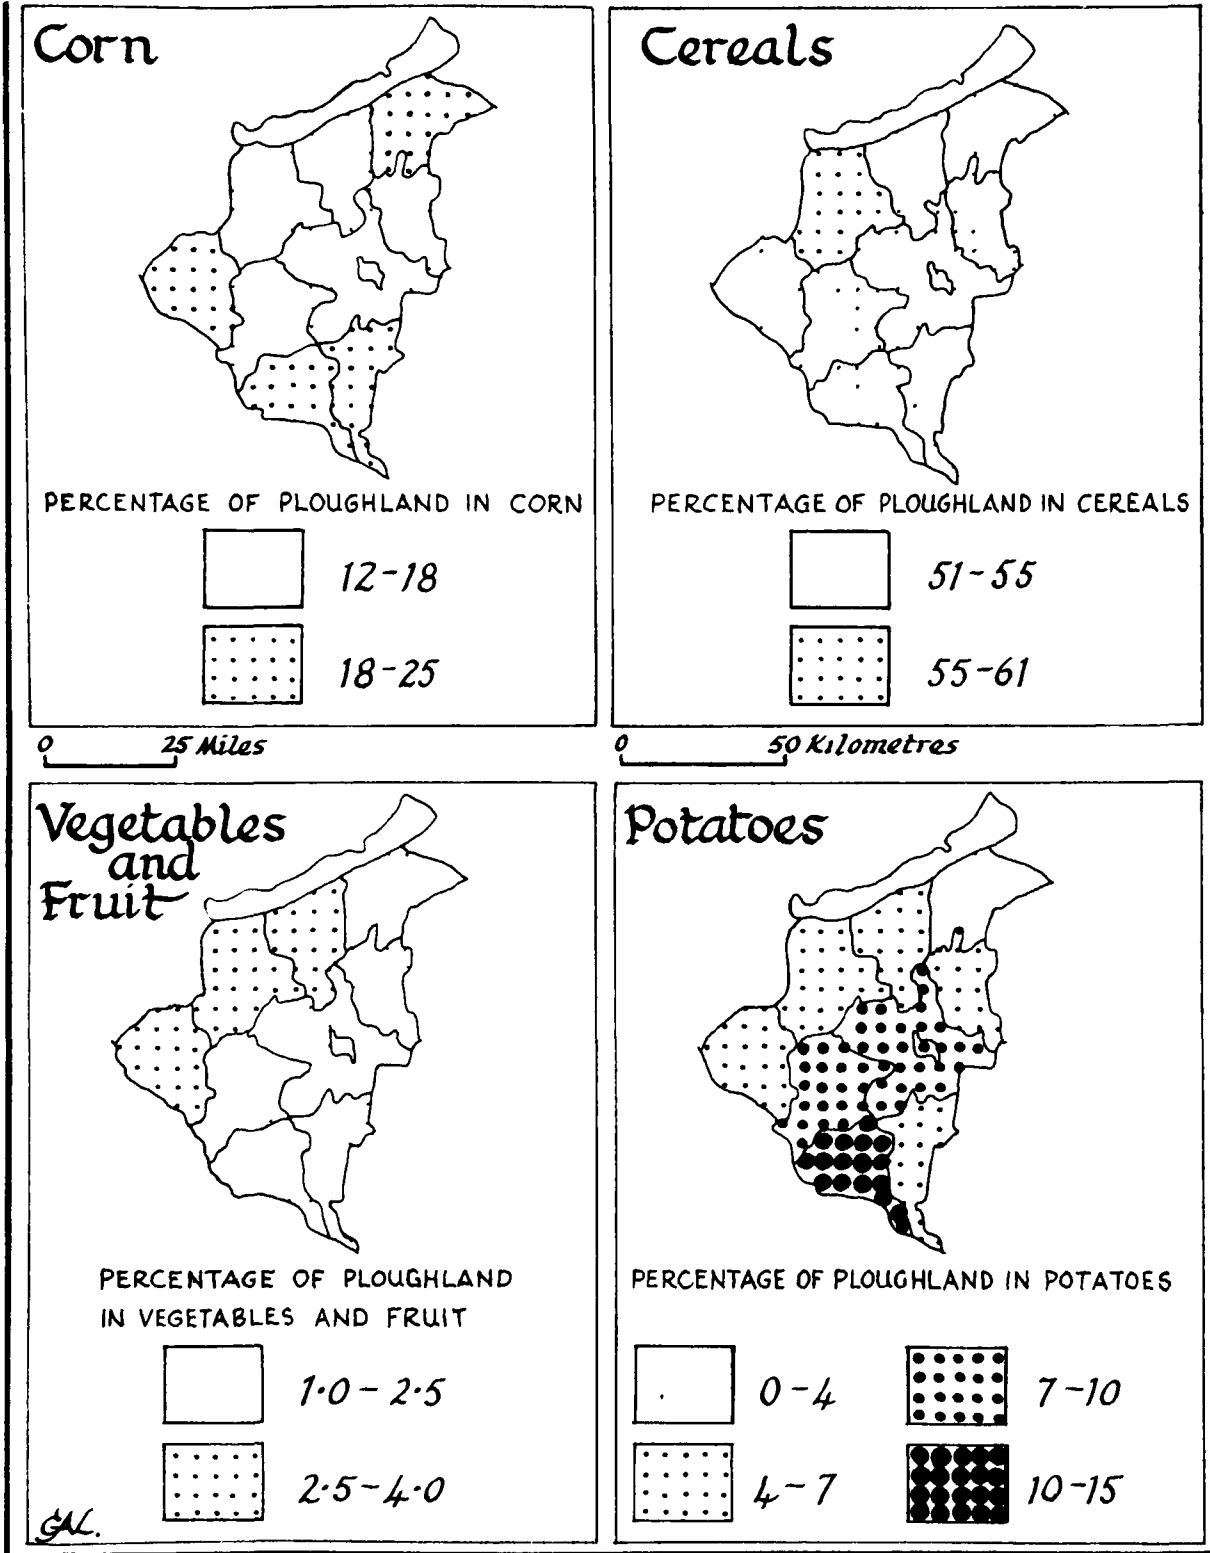 Corn
PERCENTAGE OF PLOUGHLAND IN CORN
12-18
18-25
Cereals
PERCENTAGE OF PLOUGHLAND IN CEREALS
51-55
55-61
0 25 Miles
0 50 Kilometres
Vegetables
and
Fruit
PERCENTAGE OF PLOUGHLAND
IN VEGETABLES AND FRUIT
1·0-2·5
2·5-4·0
GAL.
Potatoes
PERCENTAGE OF PLOUGHLAND IN POTATOES
0-4
7-10
4-7
10-15